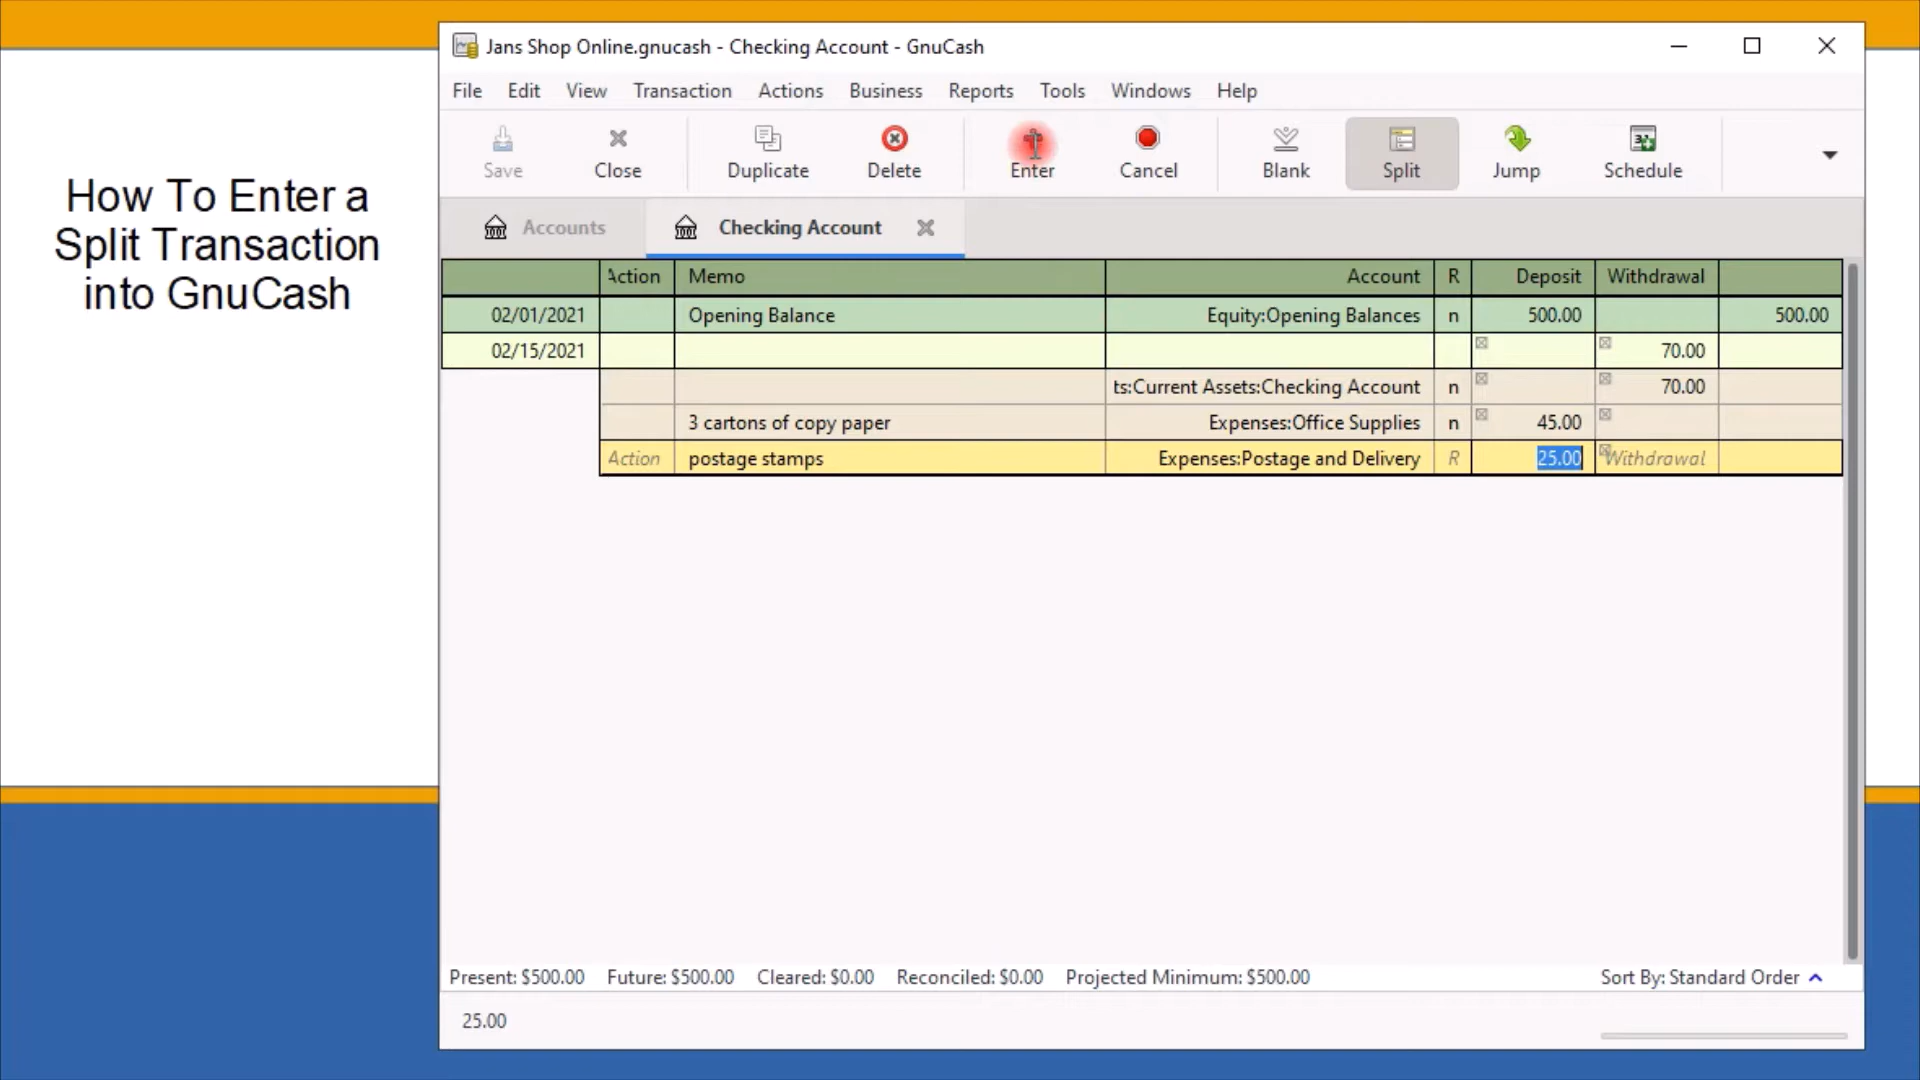 How To Enter a
Split Transaction
into GnuCash
Jans Shop Online.gnucash - Checking Account - GnuCash
File Edit View Transaction Actions Business Reports Tools Windows Help
Save Close Duplicate Delete Enter Cancel Blank Split Jump Schedule
Accounts Checking Account
Action Memo Account R Deposit Withdrawal
02/01/2021 Opening Balance Equity:Opening Balances n 500.00 500.00
02/15/2021 70.00
ts:Current Assets:Checking Account n 70.00
3 cartons of copy paper Expenses:Office Supplies n 45.00
Action postage stamps Expenses:Postage and Delivery R 25.00 Withdrawal
Present: $500.00 Future: $500.00 Cleared: $0.00 Reconciled: $0.00 Projected Minimum: $500.00 Sort By: Standard Order
25.00